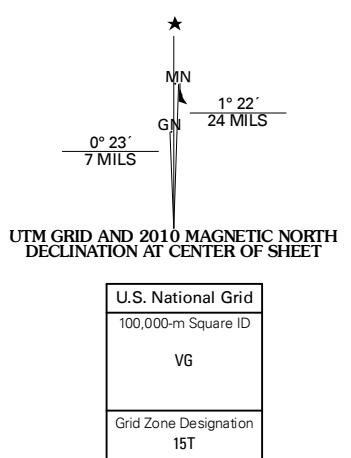 ★
MN
1° 22´
24 MILS
GN
0° 23´
7 MILS
UTM GRID AND 2010 MAGNETIC NORTH
DECLINATION AT CENTER OF SHEET
U.S. National Grid
100,000-m Square ID
VG
Grid Zone Designation
15T